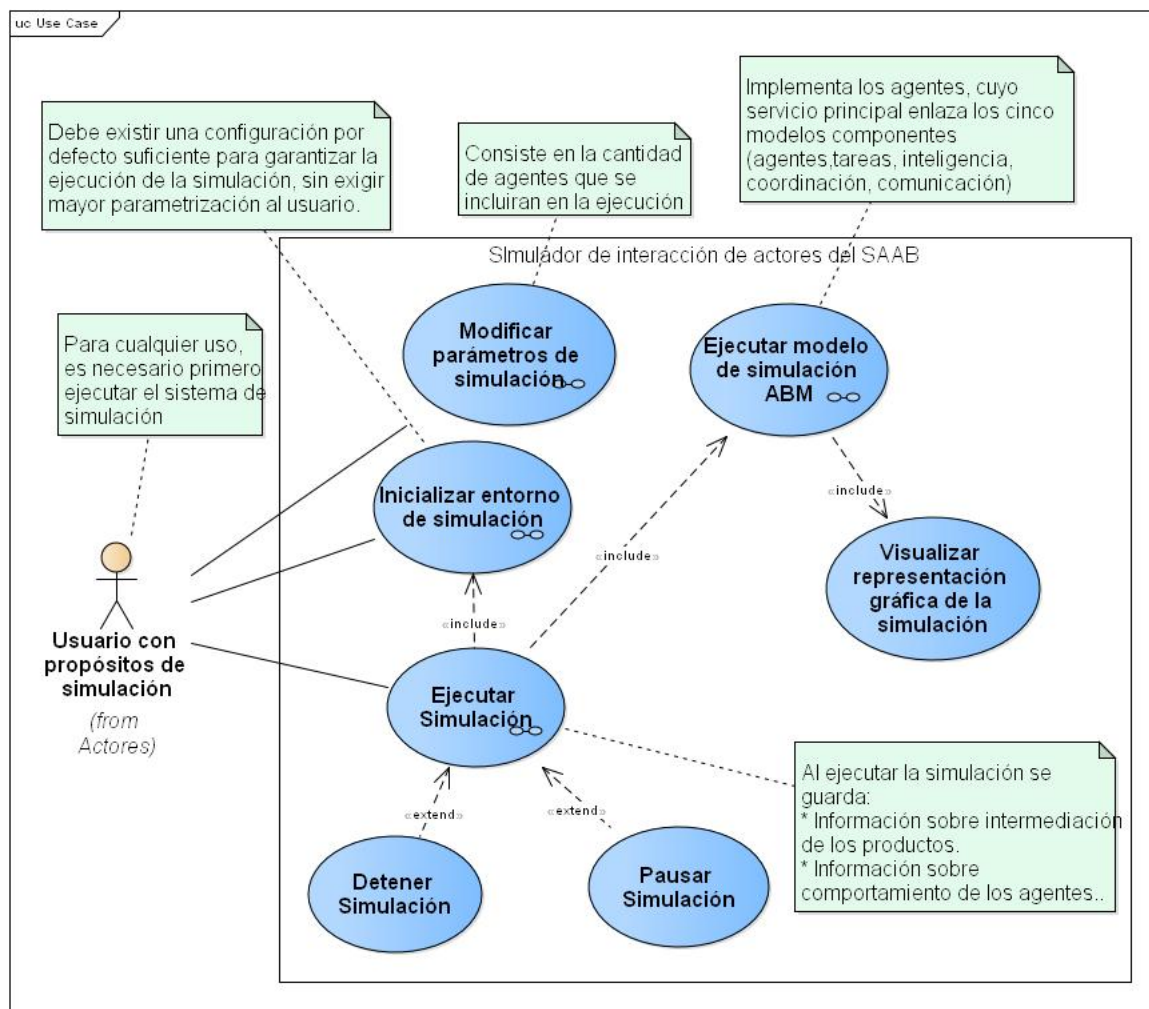 uc Use Case
Implementa los agentes, cuyo
servicio principal enlaza los cinco
modelos componentes
(agentes,tareas, inteligencia,
coordinación, comunicación)
Debe existir una configuración por
defecto suficiente para garantizar la
ejecución de la simulación, sin exigir
mayor parametrización al usuario.
Consiste en la cantidad
de agentes que se
incluiran en la ejecución
SImulador de interacción de actores del SAAB
Para cualquier uso,
es necesario primero
ejecutar el sistema de
simulación
Modificar
parámetros de
simulación
Ejecutar modelo
de simulación
ABM
Inicializar entorno
de simulación
«include»
«include»
Visualizar
representación
gráfica de la
simulación
«include»
Usuario con
propósitos de
simulación
(from
Actores)
Ejecutar
Simulación
Al ejecutar la simulación se
guarda:
* Información sobre intermediación
de los productos.
* Información sobre
comportamiento de los agentes..
«extend»
«extend»
Detener
Simulación
Pausar
Simulación